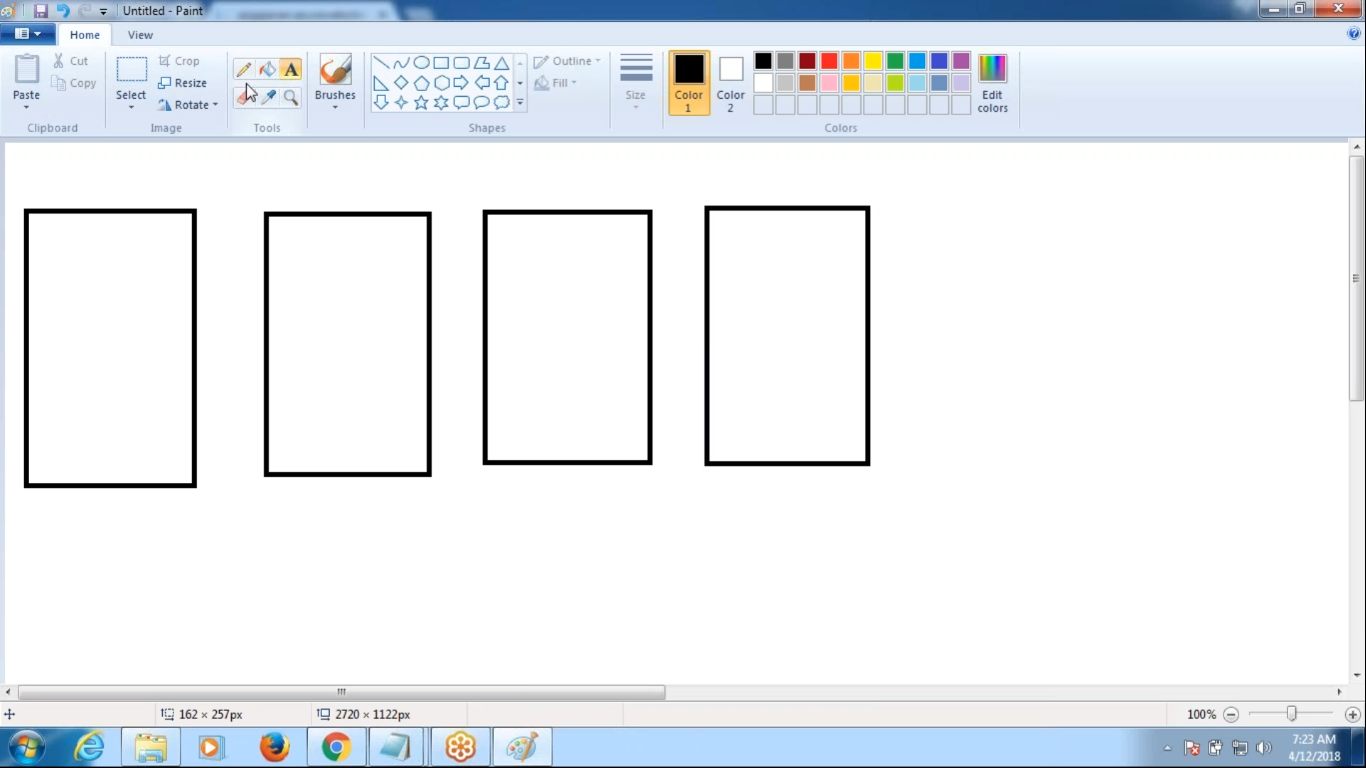 Untitled - Paint
Home
View
Paste
Cut
Copy
Clipboard
Select
Crop
Resize
Rotate
Image
A
Tools
Brushes
Outline
Fill
Shapes
Size
Color
1
Color
2
Edit
colors
Colors
162 × 257px
2720 × 1122px
100%
7:23 AM
4/12/2018